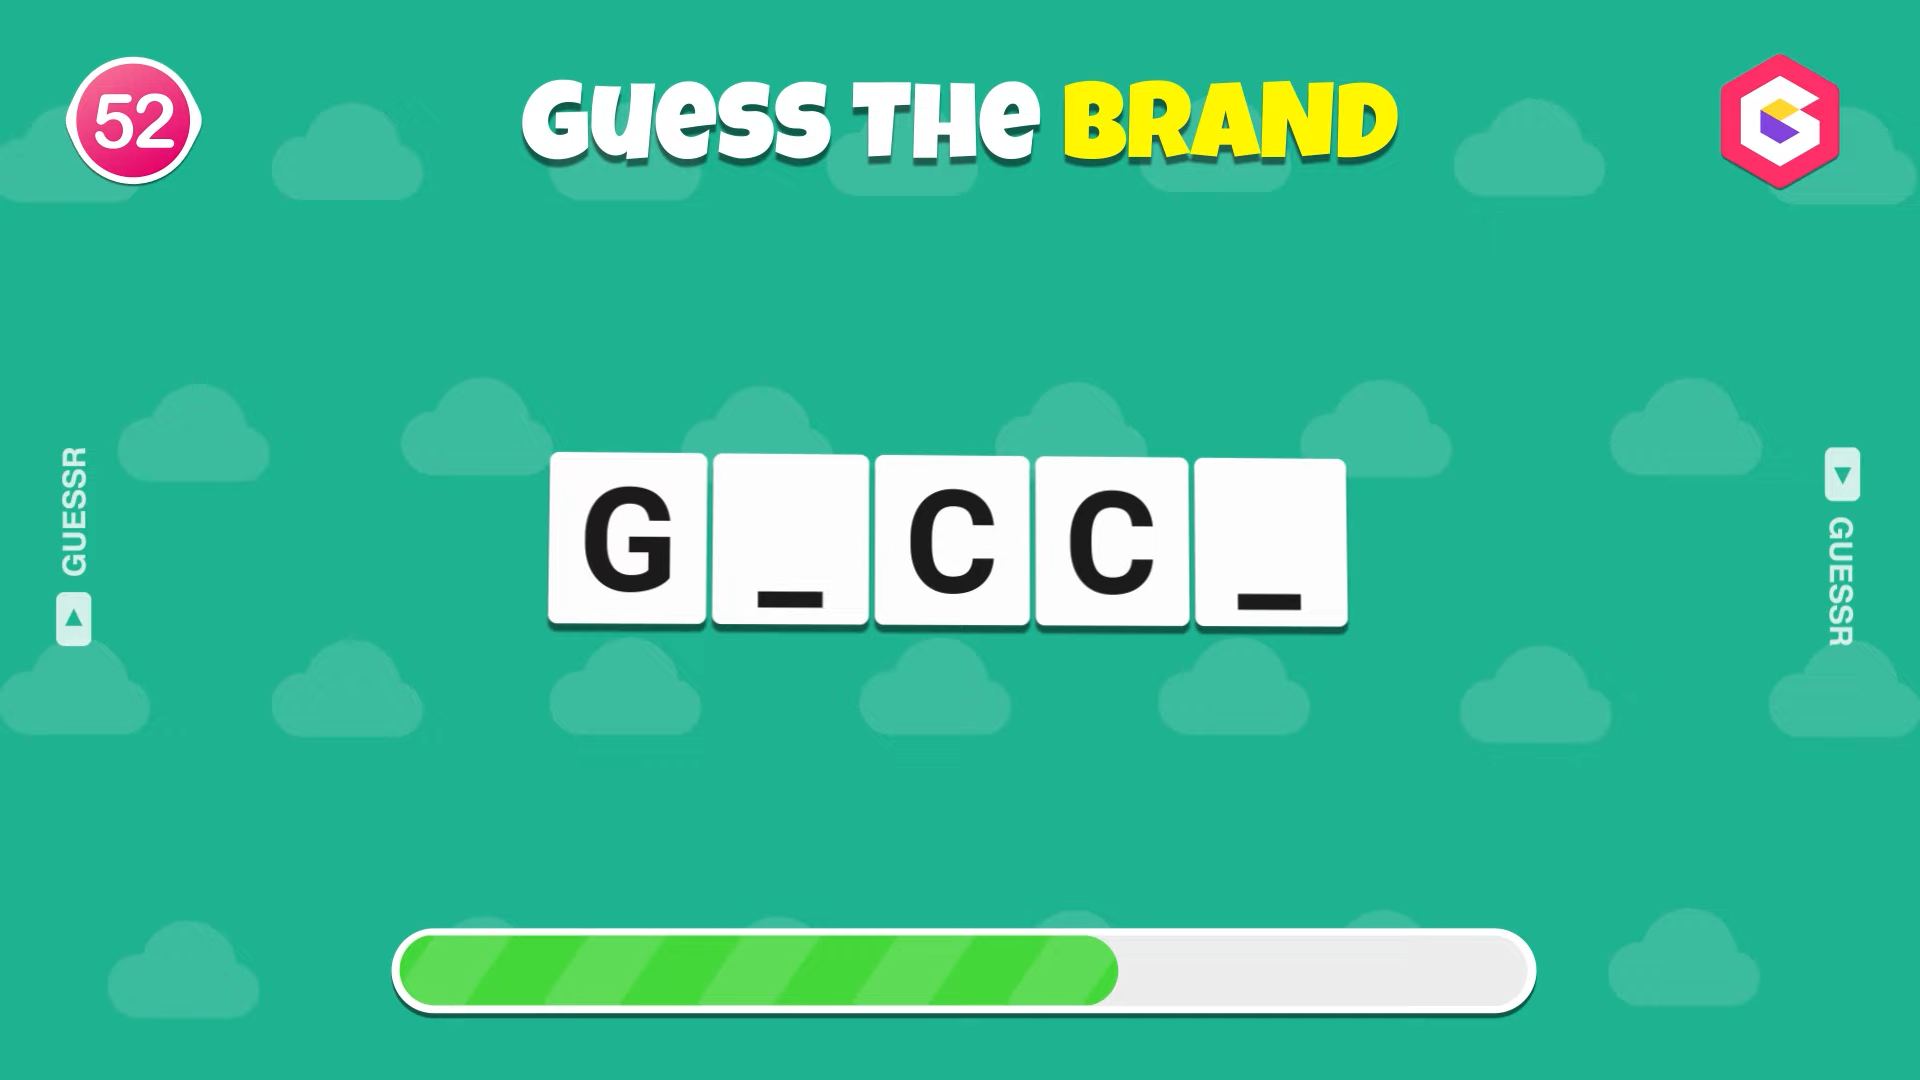 52
GUESS THE BRAND
G _ C C _
GUESSR
GUESSR